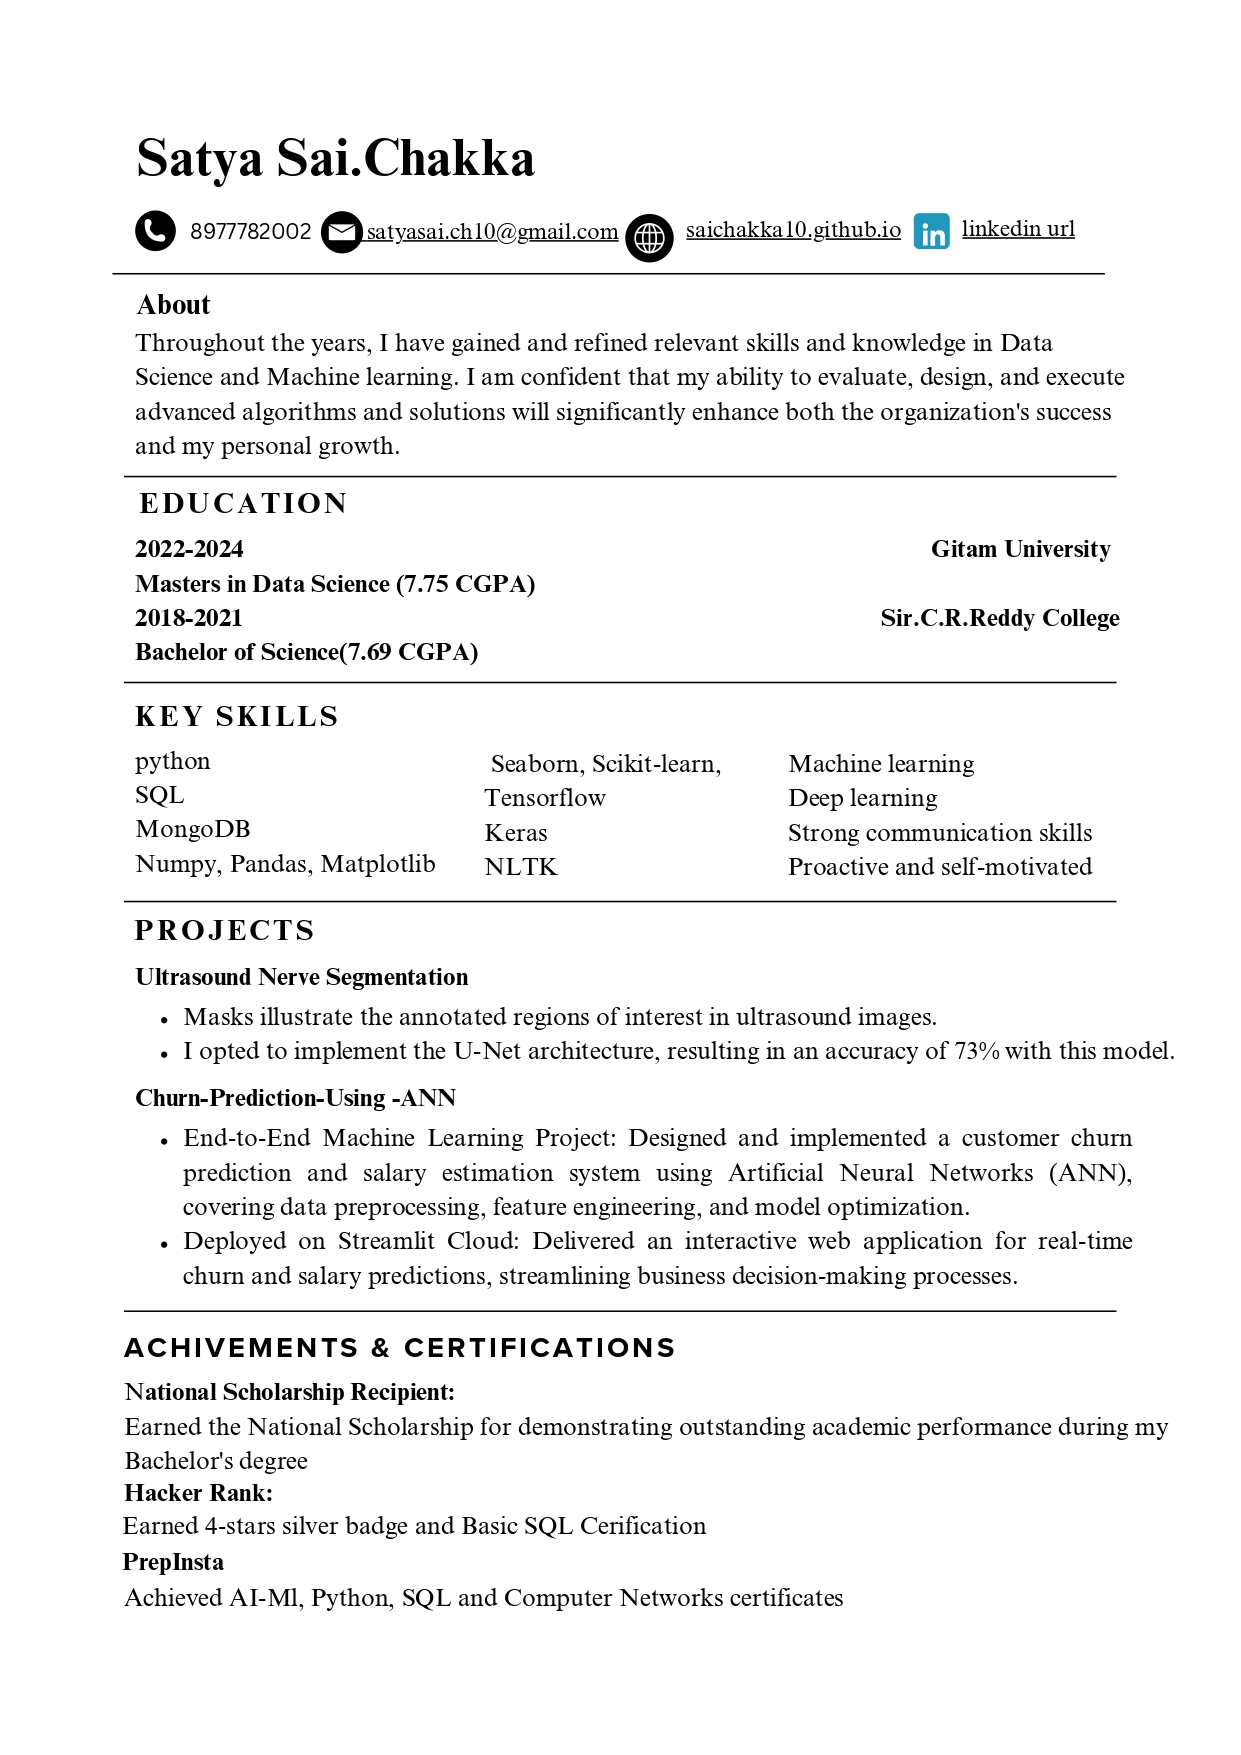 Satya Sai.Chakka
8977782002 satyasai.ch10@gmail.com saichakka10.github.io linkedin url
About
Throughout the years, I have gained and refined relevant skills and knowledge in Data
Science and Machine learning. I am confident that my ability to evaluate, design, and execute
advanced algorithms and solutions will significantly enhance both the organization's success
and my personal growth.
EDUCATION
2022-2024 Gitam University
Masters in Data Science (7.75 CGPA)
2018-2021 Sir.C.R.Reddy College
Bachelor of Science(7.69 CGPA)
KEY SKILLS
python
SQL
MongoDB
Numpy, Pandas, Matplotlib
Seaborn, Scikit-learn,
Tensorflow
Keras
NLTK
Machine learning
Deep learning
Strong communication skills
Proactive and self-motivated
PROJECTS
Ultrasound Nerve Segmentation
• Masks illustrate the annotated regions of interest in ultrasound images.
• I opted to implement the U-Net architecture, resulting in an accuracy of 73% with this model.
Churn-Prediction-Using -ANN
• End-to-End Machine Learning Project: Designed and implemented a customer churn
prediction and salary estimation system using Artificial Neural Networks (ANN),
covering data preprocessing, feature engineering, and model optimization.
• Deployed on Streamlit Cloud: Delivered an interactive web application for real-time
churn and salary predictions, streamlining business decision-making processes.
ACHIVEMENTS & CERTIFICATIONS
National Scholarship Recipient:
Earned the National Scholarship for demonstrating outstanding academic performance during my
Bachelor's degree
Hacker Rank:
Earned 4-stars silver badge and Basic SQL Cerification
PrepInsta
Achieved AI-Ml, Python, SQL and Computer Networks certificates